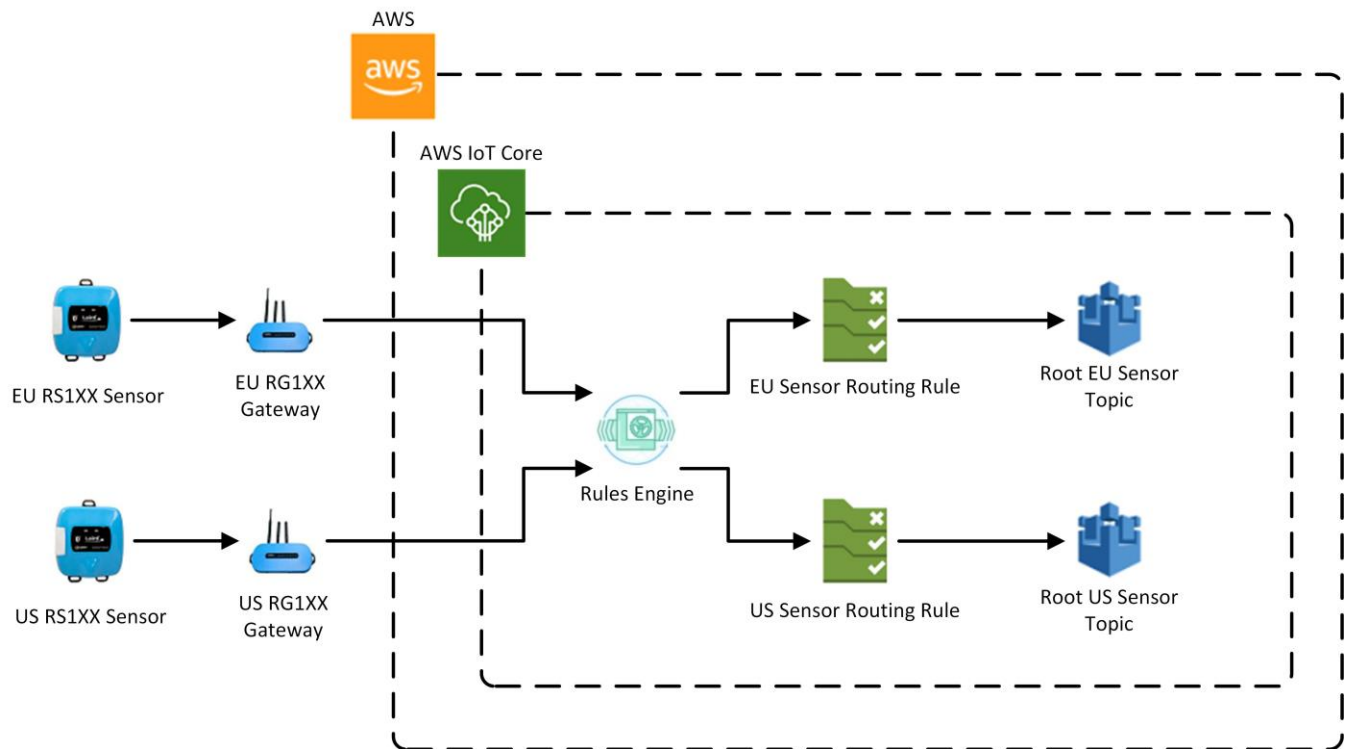 AWS
aws
AWS IoT Core
EU RS1XX Sensor
EU RG1XX
Gateway
Rules Engine
EU Sensor Routing Rule
Root EU Sensor
Topic
US RS1XX Sensor
US RG1XX
Gateway
US Sensor Routing Rule
Root US Sensor
Topic